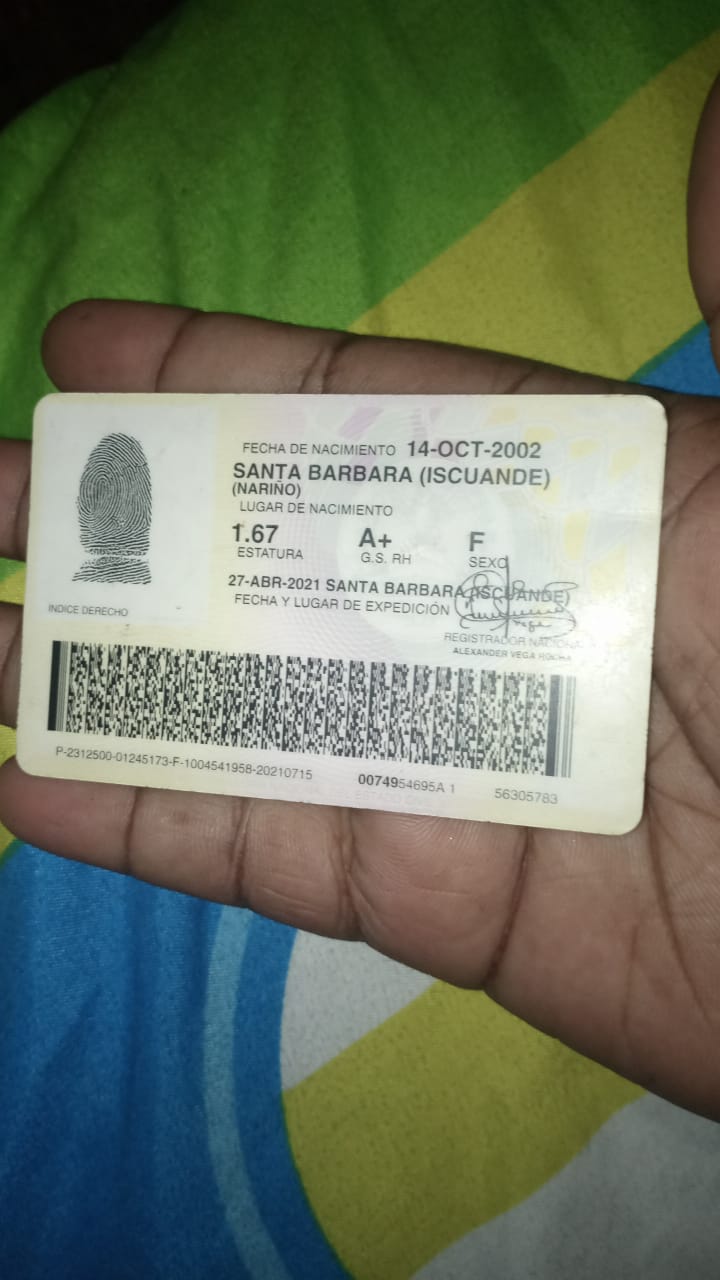 FECHA DE NACIMIENTO 14-OCT-2002
SANTA BARBARA (ISCUANDE)
(NARIÑO)
LUGAR DE NACIMIENTO
1.67 A+ F
ESTATURA G.S. RH SEXO
27-ABR-2021 SANTA BARBARA (ISCUANDE)
FECHA Y LUGAR DE EXPEDICIÓN
INDICE DERECHO
REGISTRADOR NACIONAL
ALEXANDER VEGA ROCHA
P-2312500-01245173-F-1004541958-20210715 0074954695A 1 56305783